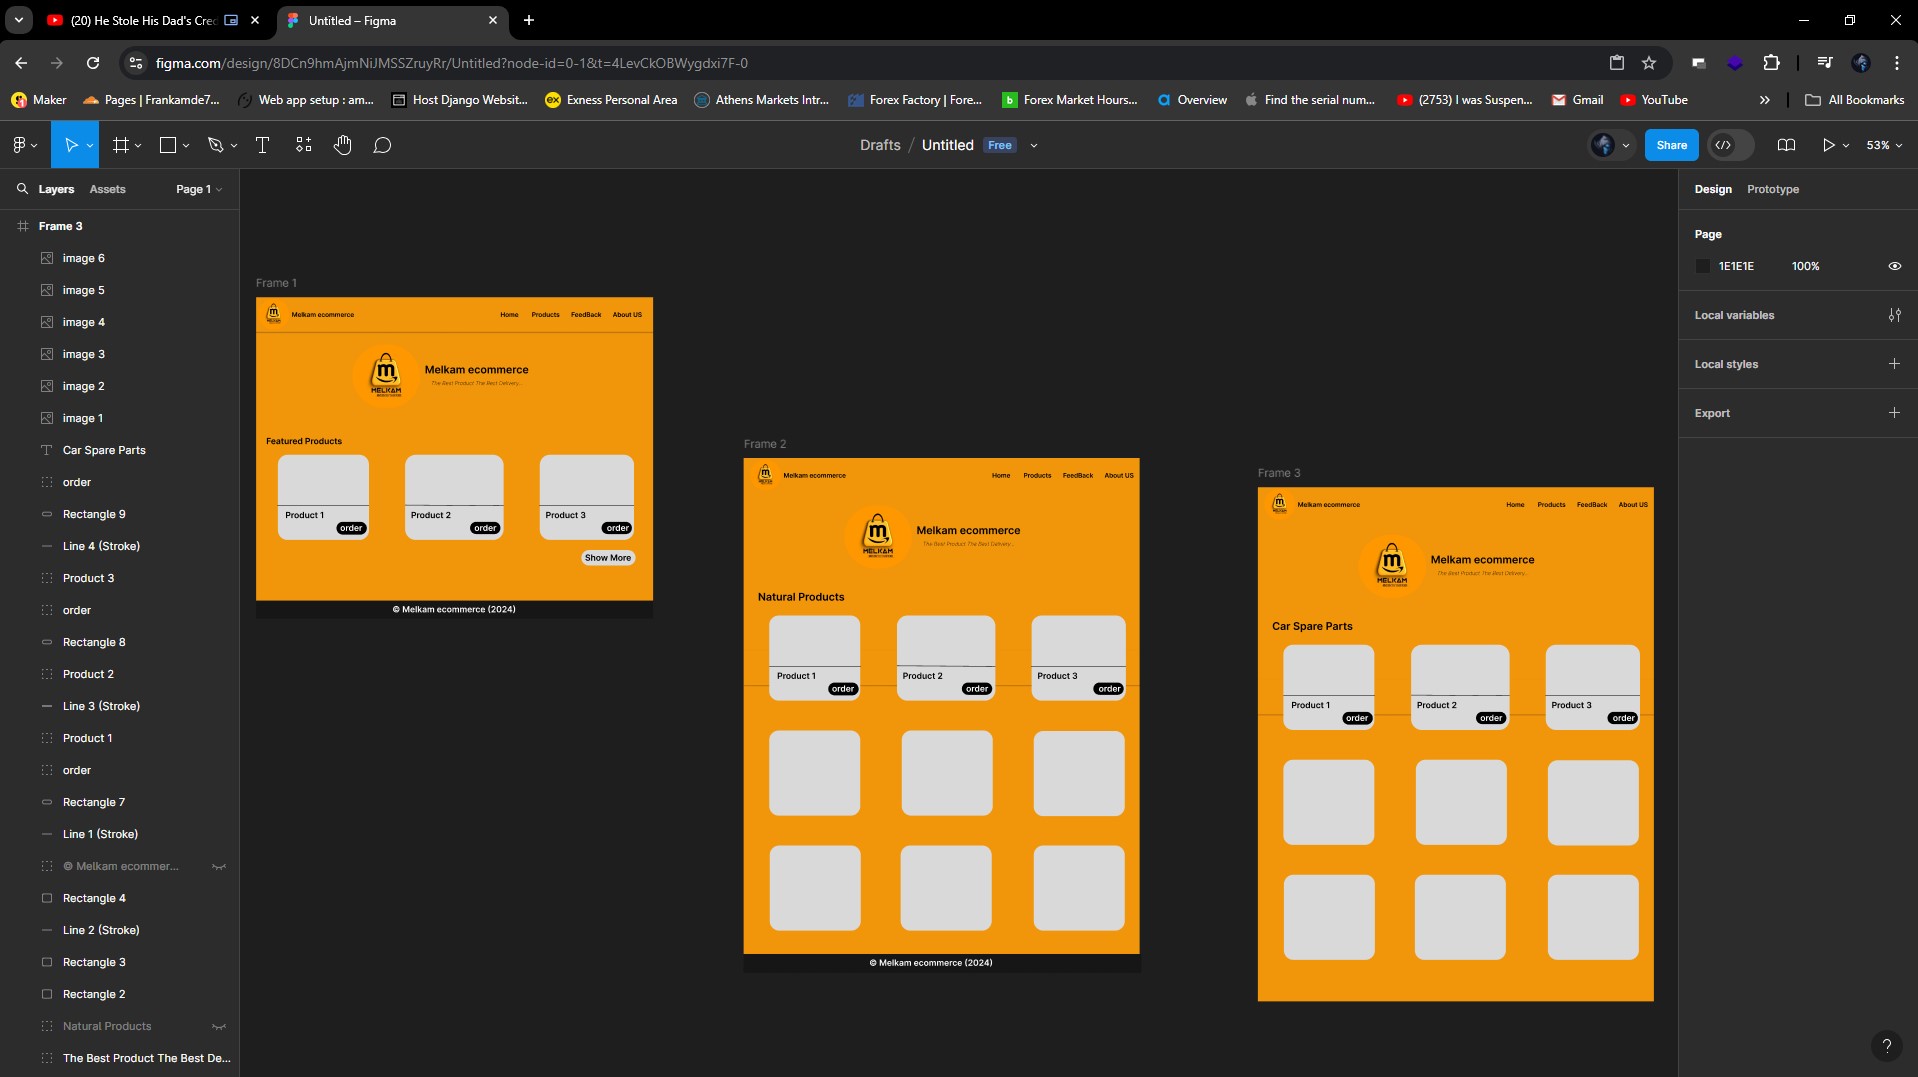 (20) He Stole His Dad's Cred
Untitled – Figma
figma.com/design/8DCn9hmAjmNiJMSSZruyRr/Untitled?node-id=0-1&t=4LevCkOBWygdxi7F-0
Maker
Pages | Frankamde7...
Web app setup : am...
Host Django Websit...
ex Exness Personal Area
Athens Markets Intr...
Forex Factory | Fore...
b Forex Market Hours...
Overview
Find the serial num...
(2753) I was Suspen...
Gmail
YouTube
All Bookmarks
Drafts / Untitled Free
Share
53%
Layers Assets Page 1
Frame 3
image 6
image 5
image 4
image 3
image 2
image 1
Car Spare Parts
order
Rectangle 9
Line 4 (Stroke)
Product 3
order
Rectangle 8
Product 2
Line 3 (Stroke)
Product 1
order
Rectangle 7
Line 1 (Stroke)
© Melkam ecommer...
Rectangle 4
Line 2 (Stroke)
Rectangle 3
Rectangle 2
Natural Products
The Best Product The Best De...
Frame 1
Melkam ecommerce Home Products FeedBack About US
m
MELKAM
Melkam ecommerce
The Best Product The Best Delivery...
Featured Products
Product 1 order
Product 2 order
Product 3 order
Show More
© Melkam ecommerce (2024)
Frame 2
Melkam ecommerce Home Products FeedBack About US
m
MELKAM
Melkam ecommerce
The Best Product The Best Delivery...
Natural Products
Product 1 order
Product 2 order
Product 3 order
© Melkam ecommerce (2024)
Frame 3
Melkam ecommerce Home Products FeedBack About US
m
MELKAM
Melkam ecommerce
The Best Product The Best Delivery...
Car Spare Parts
Product 1 order
Product 2 order
Product 3 order
Design Prototype
Page
1E1E1E 100%
Local variables
Local styles
Export
?